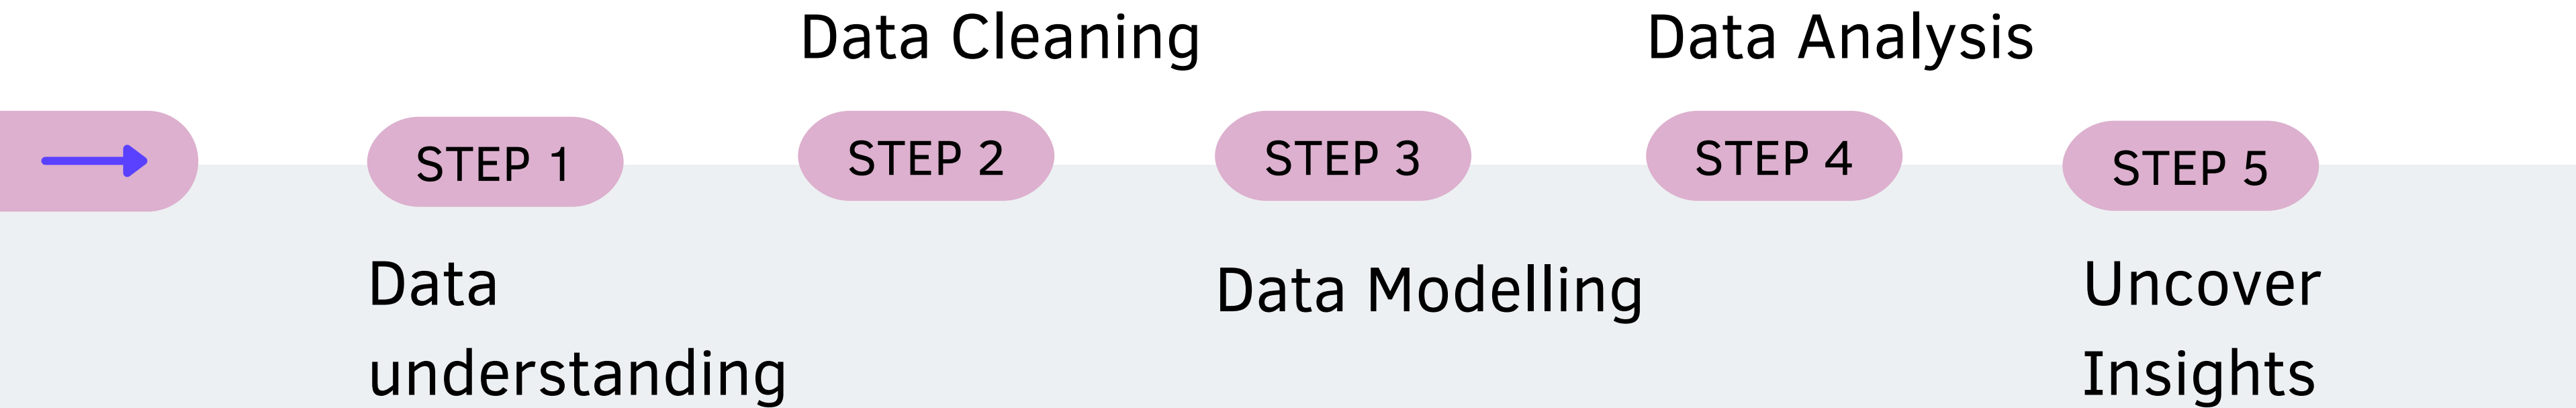 Data Cleaning
Data Analysis
STEP 1
STEP 2
STEP 3
STEP 4
STEP 5
Data
understanding
Data Modelling
Uncover
Insights